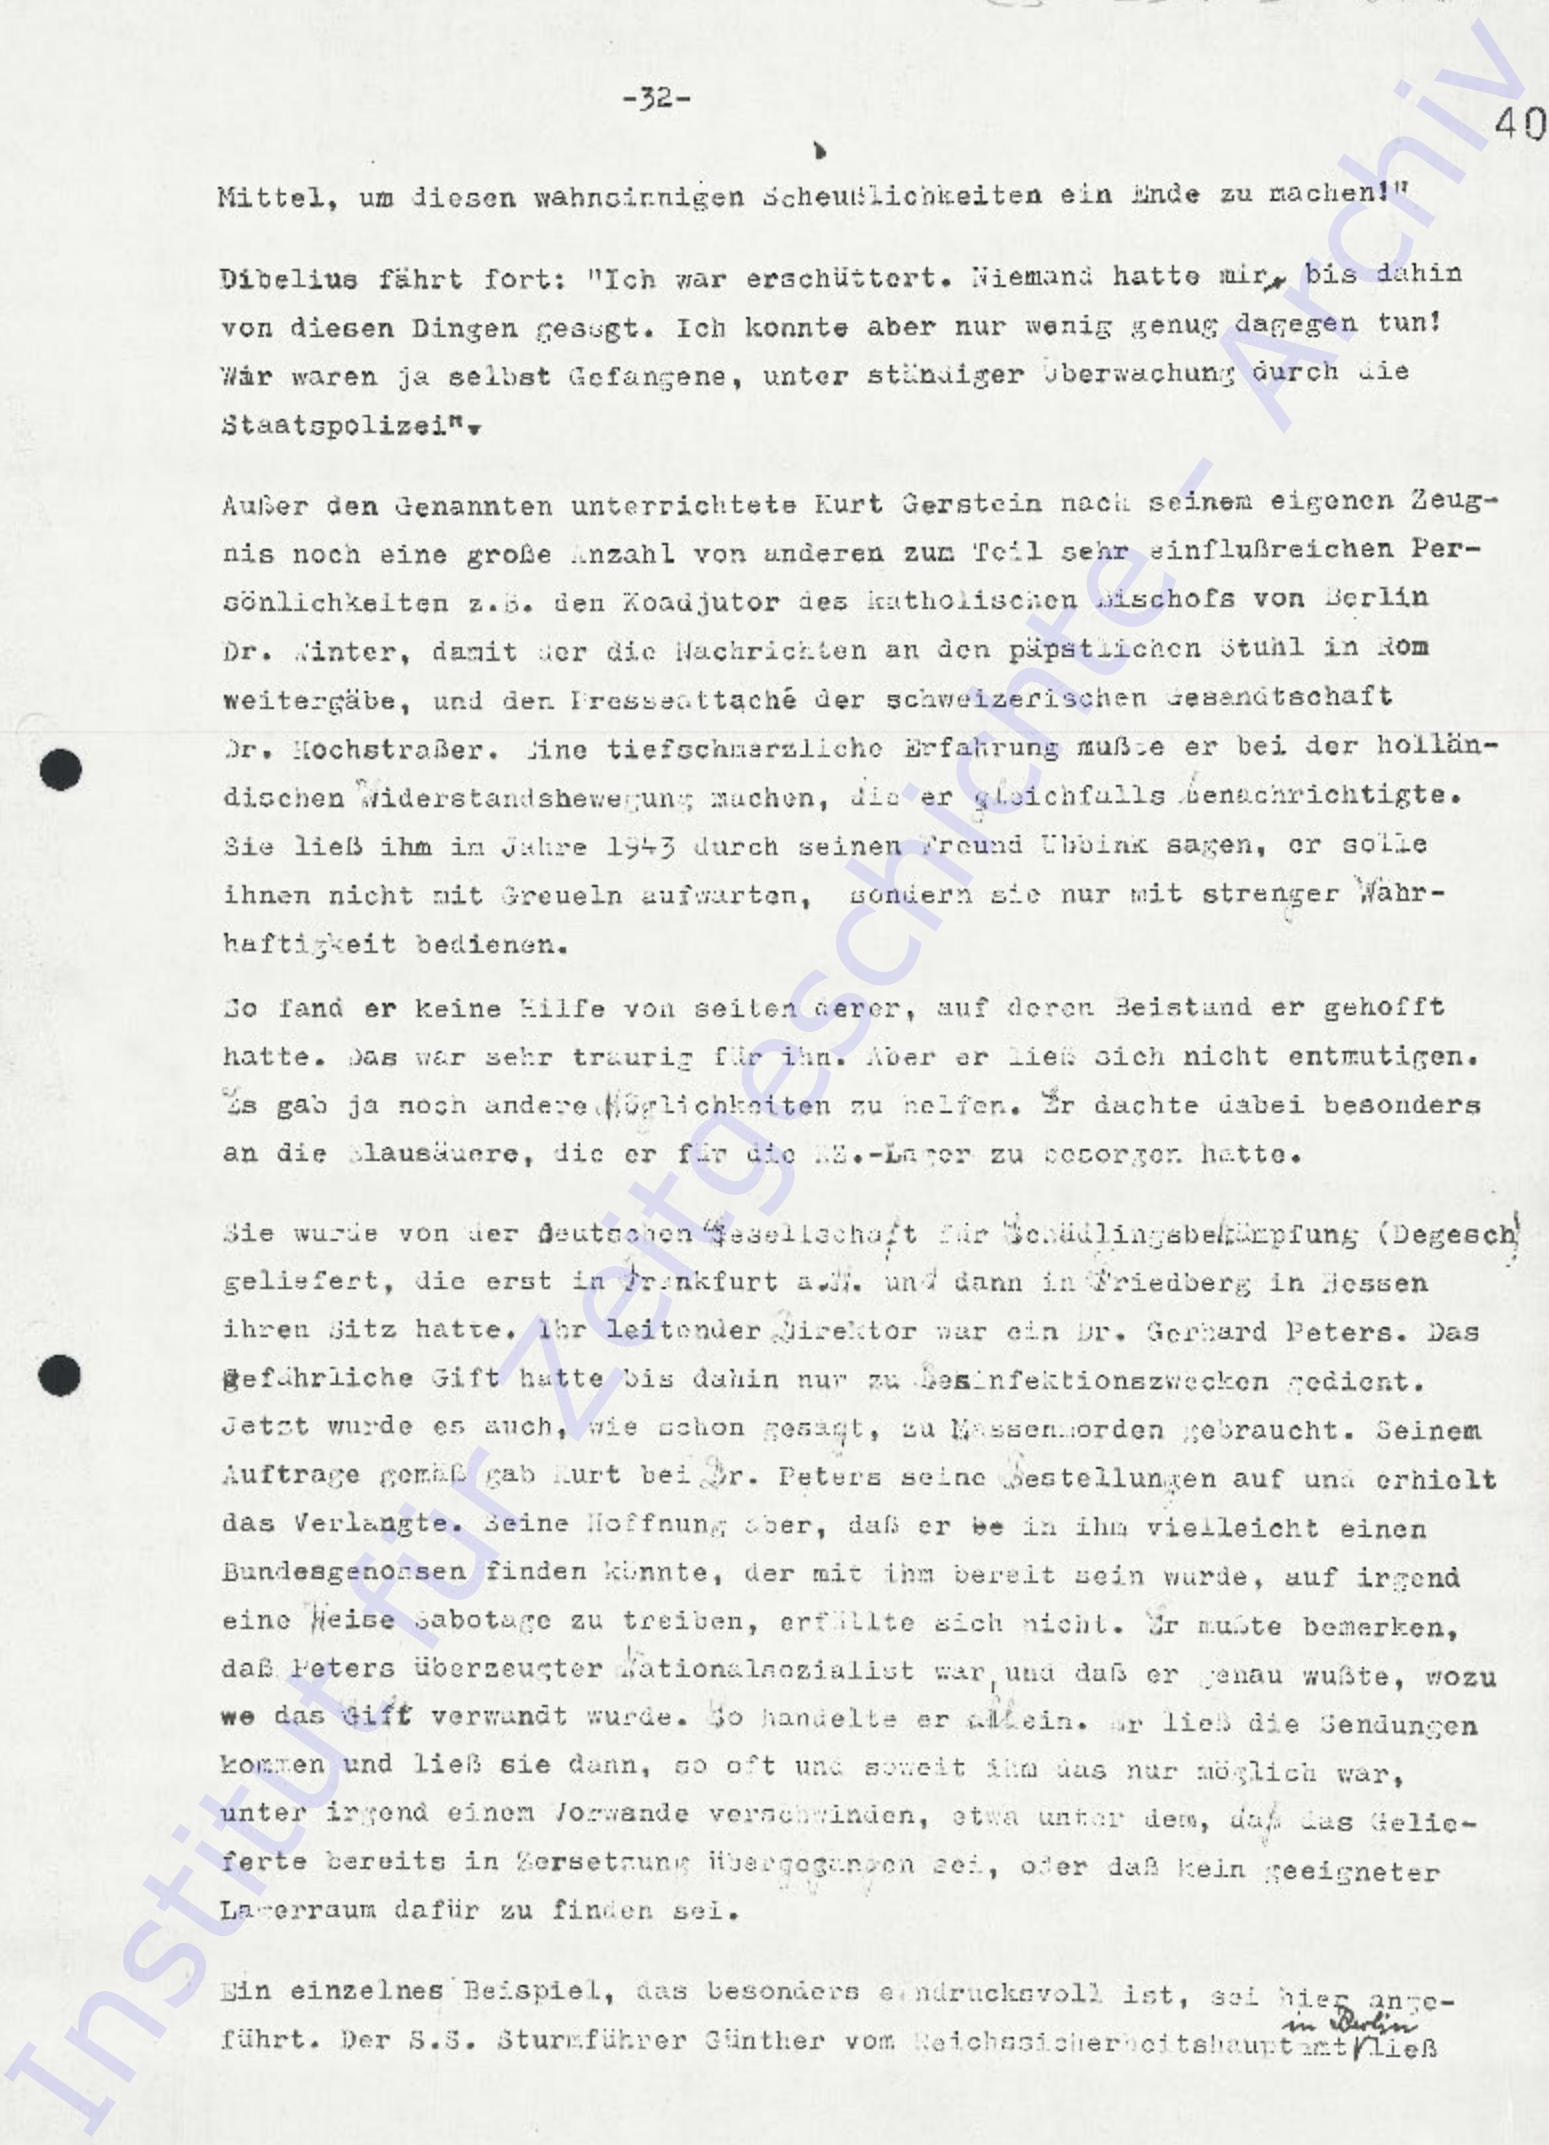 -32-
40
Mittel, um diesen wahnsinnigen Scheußlichkeiten ein Ende zu machen!"
Dibelius fährt fort: "Ich war erschüttert. Niemand hatte mir, bis dahin
von diesen Dingen gesagt. Ich konnte aber nur wenig genug dagegen tun!
Wir waren ja selbst Gefangene, unter ständiger Überwachung durch die
Staatspolizei".
Außer den Genannten unterrichtete Kurt Gerstein nach seinem eigenen Zeug-
nis noch eine große Anzahl von anderen zum Teil sehr einflußreichen Per-
sönlichkeiten z.B. den Koadjutor des katholischen Bischofs von Berlin
Dr. Winter, damit der die Nachrichten an den päpstlichen Stuhl in Rom
weitergäbe, und den Presseattaché der schweizerischen Gesandtschaft
Dr. Hochstraßer. Eine tiefschmerzliche Erfahrung mußte er bei der hollän-
dischen Widerstandsbewegung machen, die er gleichfalls benachrichtigte.
Sie ließ ihm im Jahre 1943 durch seinen Freund Ubbink sagen, er solle
ihnen nicht mit Greueln aufwarten, sondern sie nur mit strenger Wahr-
haftigkeit bedienen.
So fand er keine Hilfe von seiten derer, auf deren Beistand er gehofft
hatte. Das war sehr traurig für ihn. Aber er ließ sich nicht entmutigen.
Es gab ja noch andere Möglichkeiten zu helfen. Er dachte dabei besonders
an die Blausäuere, die er für die KZ.-Lager zu besorgen hatte.
Sie wurde von der deutschen Gesellschaft für Schädlingsbekämpfung (Degesch)
geliefert, die erst in Frankfurt a.M. und dann in Friedberg in Hessen
ihren Sitz hatte. Ihr leitender Direktor war ein Dr. Gerhard Peters. Das
gefährliche Gift hatte bis dahin nur zu Desinfektionszwecken gedient.
Jetzt wurde es auch, wie schon gesagt, zu Massenmorden gebraucht. Seinem
Auftrage gemäß gab Kurt bei Dr. Peters seine Bestellungen auf und erhielt
das Verlangte. Seine Hoffnung aber, daß er be in ihm vielleicht einen
Bundesgenossen finden könnte, der mit ihm bereit sein würde, auf irgend
eine Weise Sabotage zu treiben, erfüllte sich nicht. Er mußte bemerken,
daß Peters überzeugter Nationalsozialist war, und daß er genau wußte, wozu
we das Gift verwandt wurde. So handelte er allein. Er ließ die Sendungen
kommen und ließ sie dann, so oft und soweit ihm das nur möglich war,
unter irgend einem Vorwande verschwinden, etwa unter dem, daß das Gelie-
ferte bereits in Zersetzung übergegangen sei, oder daß kein geeigneter
Lagerraum dafür zu finden sei.
Ein einzelnes Beispiel, das besonders eindrucksvoll ist, sei hier ange-
in Berlin
führt. Der S.S. Sturmführer Günther vom Reichssicherheitshauptamt ließ
Institut für Zeitgeschichte - Archiv